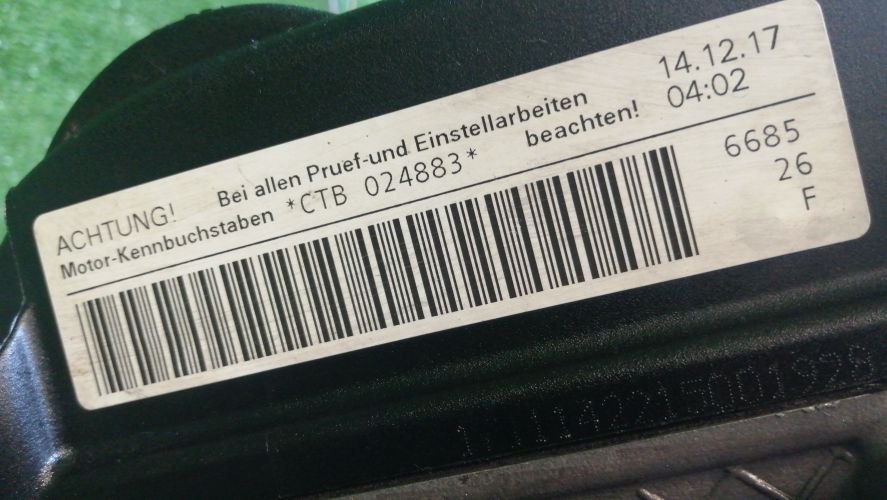 ACHTUNG! Bei allen Pruef-und Einstellarbeiten 14.12.17
Motor-Kennbuchstaben *CTB 024883* beachten! 04:02
6685
26
F